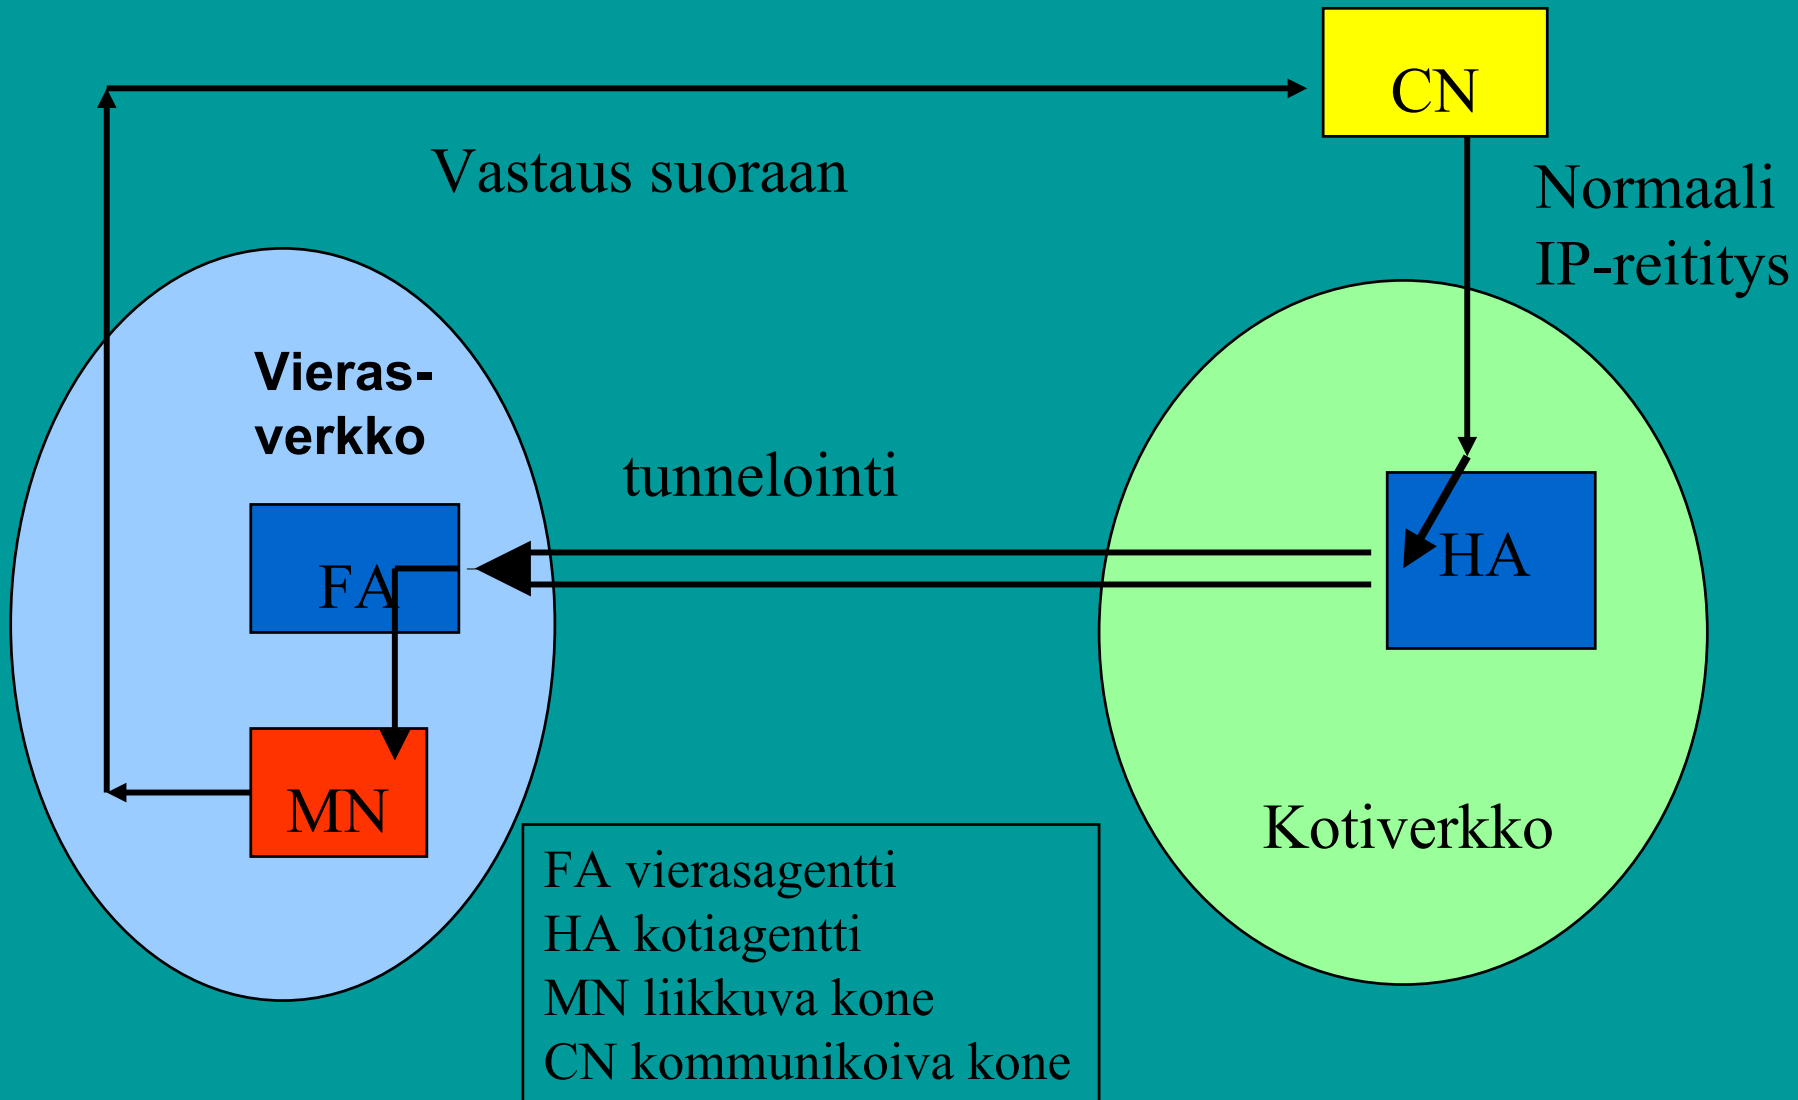 CN
Vastaus suoraan
Normaali
IP-reititys
Vieras-
verkko
tunnelointi
FA
HA
MN
Kotiverkko
FA vierasagentti
HA kotiagentti
MN liikkuva kone
CN kommunikoiva kone